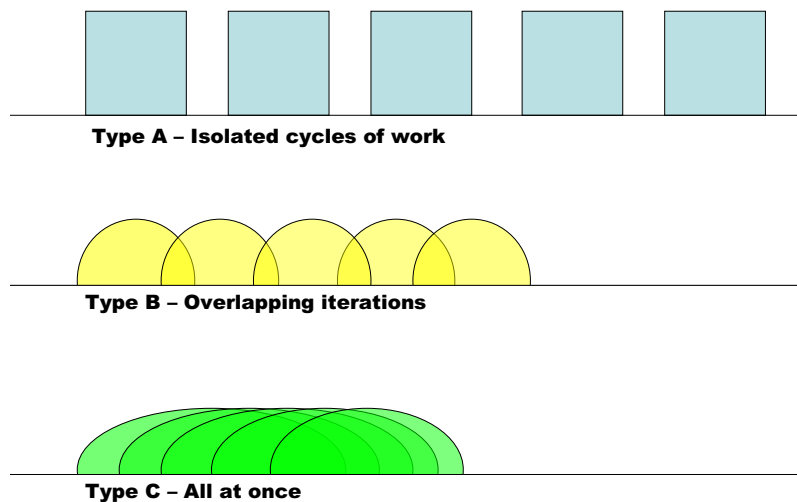 Type A – Isolated cycles of work
Type B – Overlapping iterations
Type C – All at once